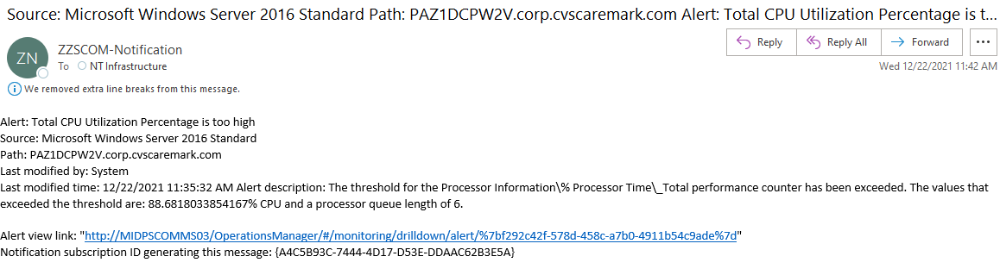 Source: Microsoft Windows Server 2016 Standard Path: PAZ1DCPW2V.corp.cvscaremark.com Alert: Total CPU Utilization Percentage is t...
ZN
ZZSCOM-Notification
To NT Infrastructure
Reply
Reply All
Forward
...
Wed 12/22/2021 11:42 AM
We removed extra line breaks from this message.
Alert: Total CPU Utilization Percentage is too high
Source: Microsoft Windows Server 2016 Standard
Path: PAZ1DCPW2V.corp.cvscaremark.com
Last modified by: System
Last modified time: 12/22/2021 11:35:32 AM Alert description: The threshold for the Processor Information\% Processor Time\_Total performance counter has been exceeded. The values that
exceeded the threshold are: 88.6818033854167% CPU and a processor queue length of 6.
Alert view link: "http://MIDPSCOMMS03/OperationsManager/#/monitoring/drilldown/alert/%7bf292c42f-578d-458c-a7b0-4911b54c9ade%7d"
Notification subscription ID generating this message: {A4C5B93C-7444-4D17-D53E-DDAAC62B3E5A}